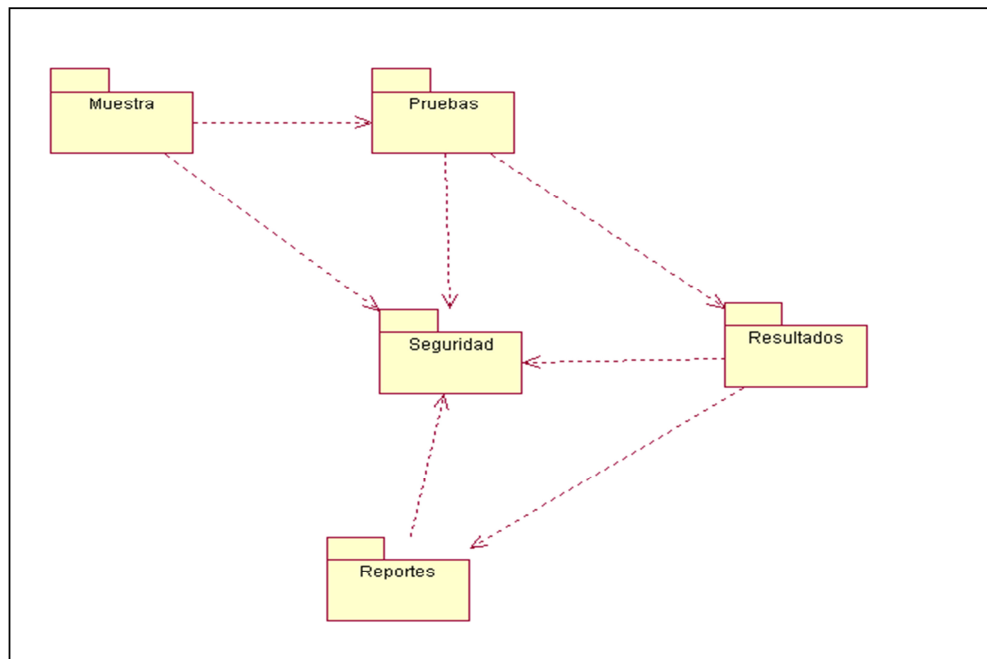 Muestra
Pruebas
Seguridad
Resultados
Reportes